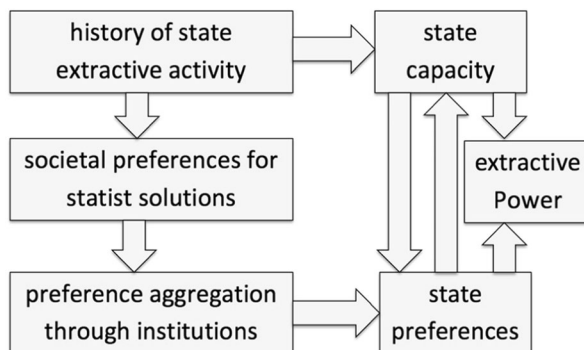 history of state
extractive activity
state
capacity
societal preferences for
statist solutions
extractive
Power
preference aggregation
through institutions
state
preferences